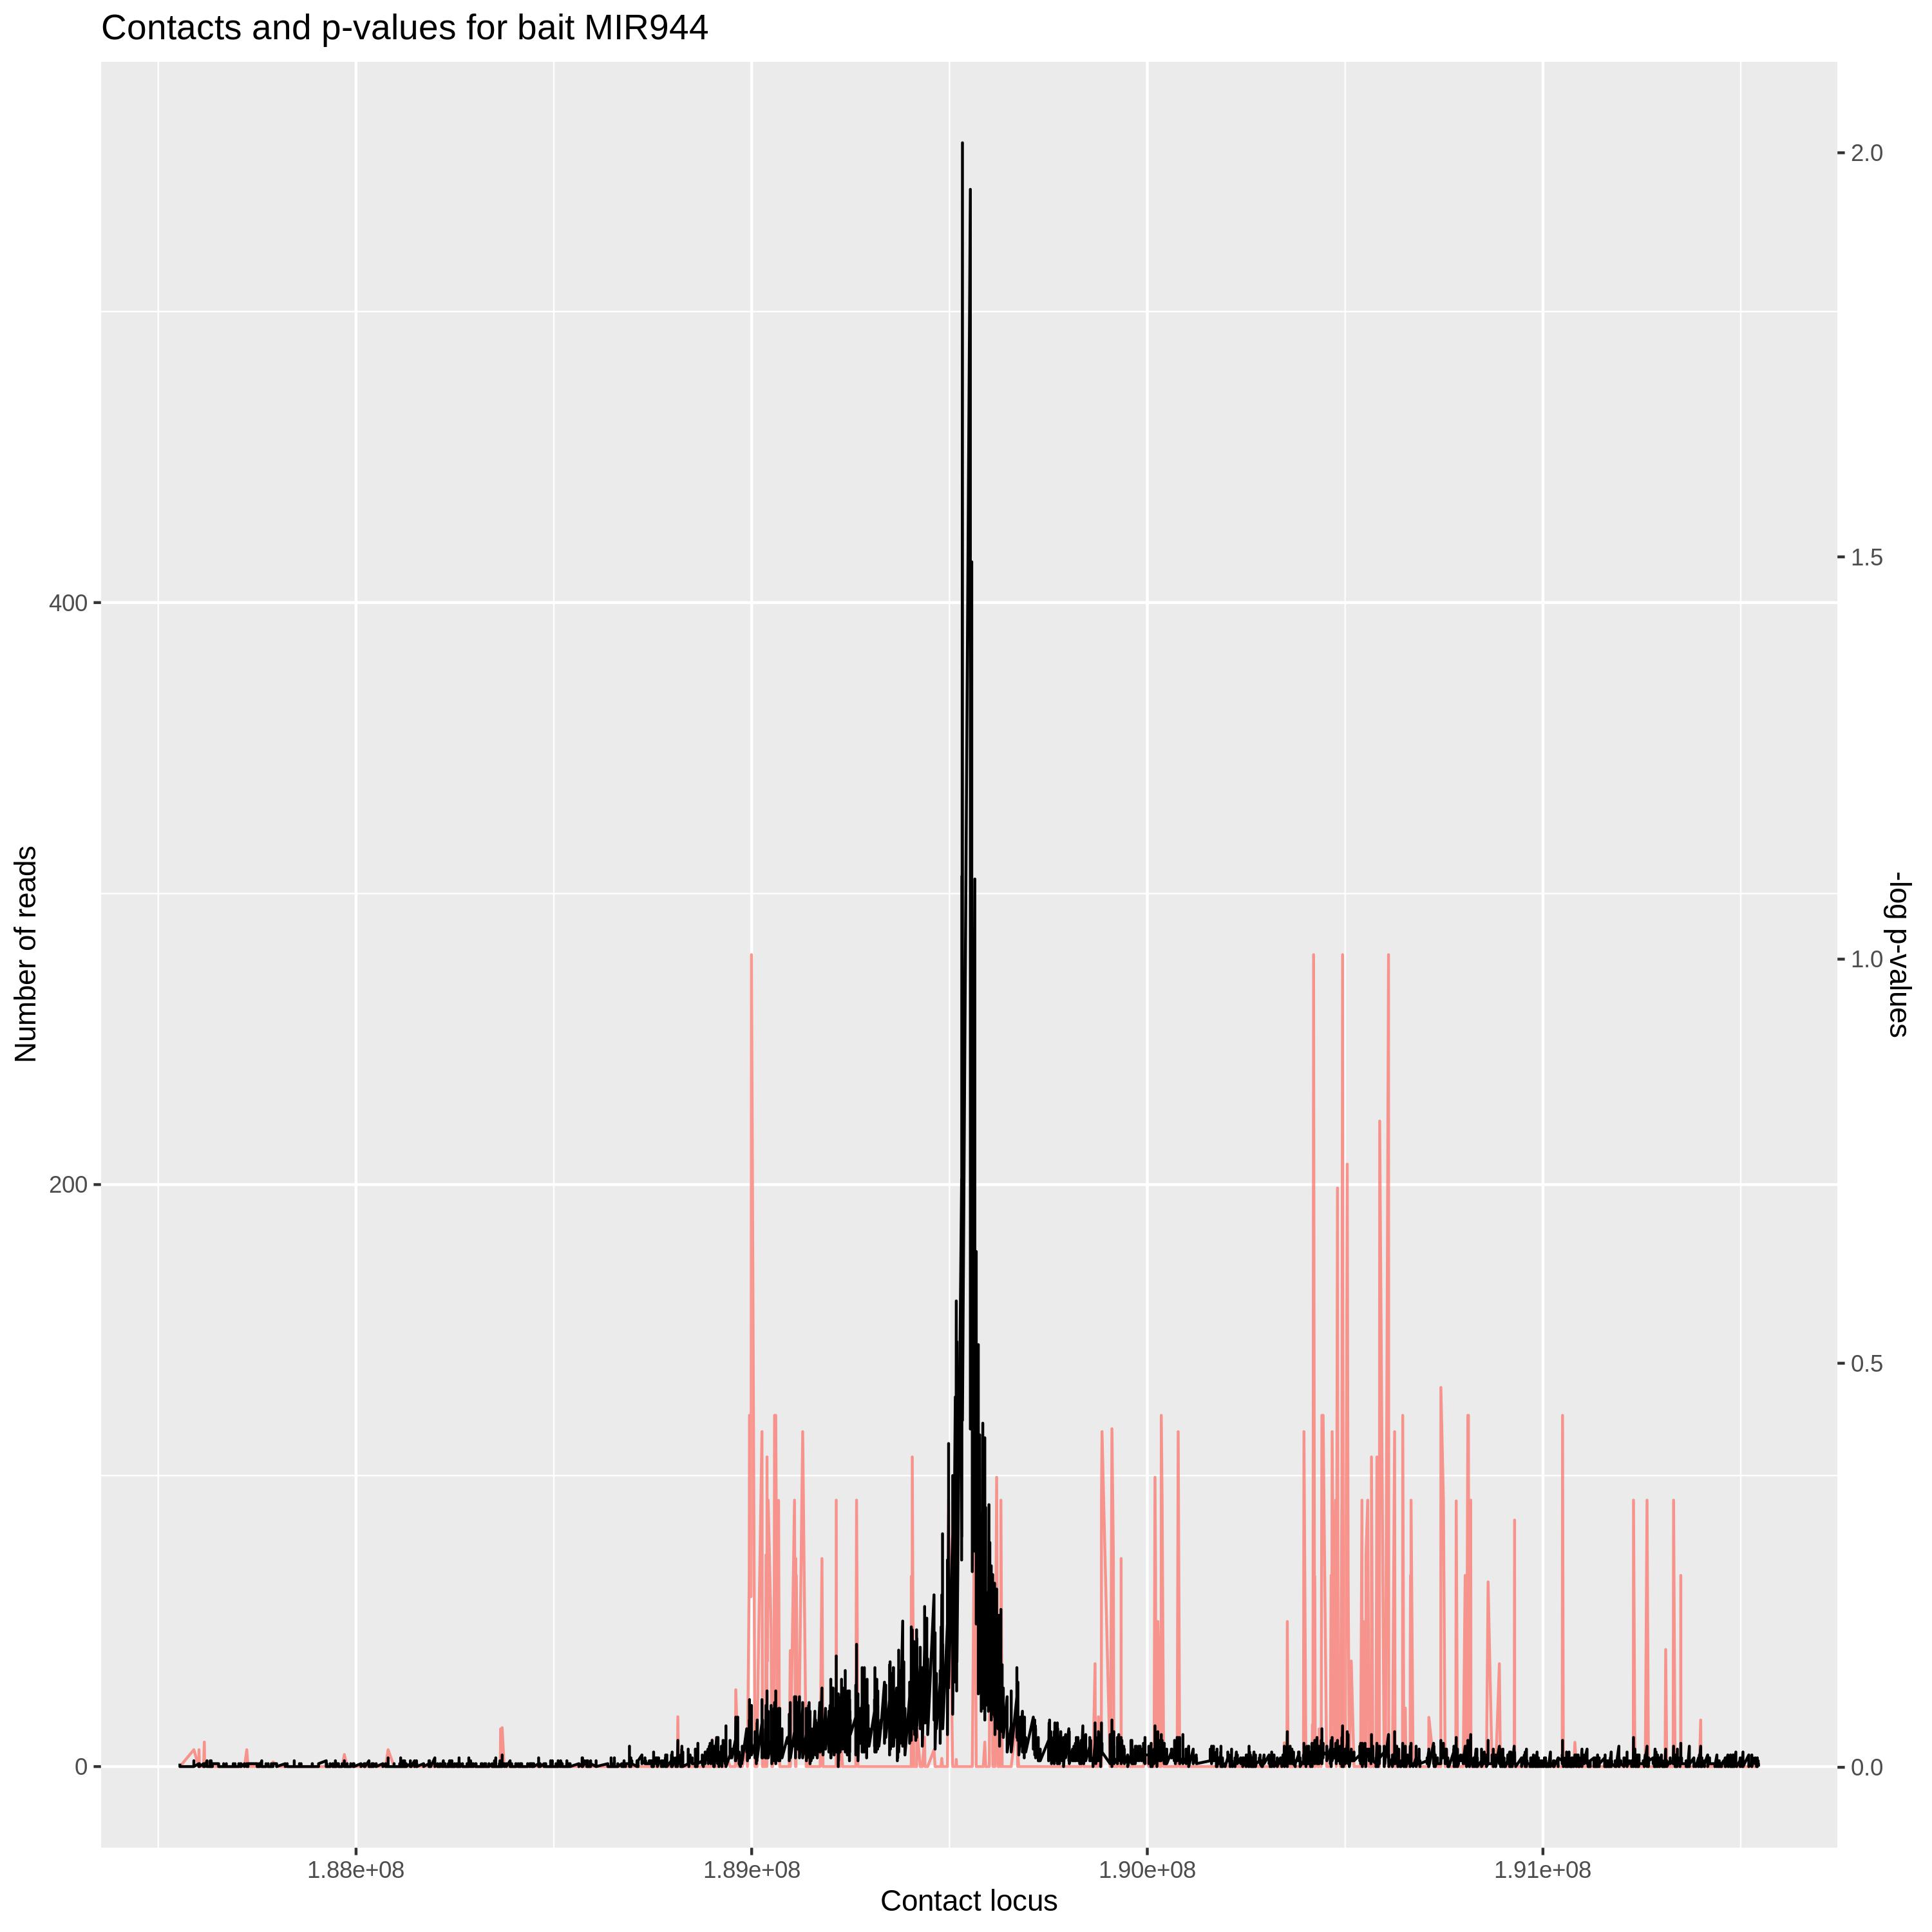 Contacts and p-values for bait MIR944
Number of reads
400
200
0
2.0
1.5
1.0
0.5
0.0
-log p-values
1.88e+08 1.89e+08 1.90e+08 1.91e+08
Contact locus